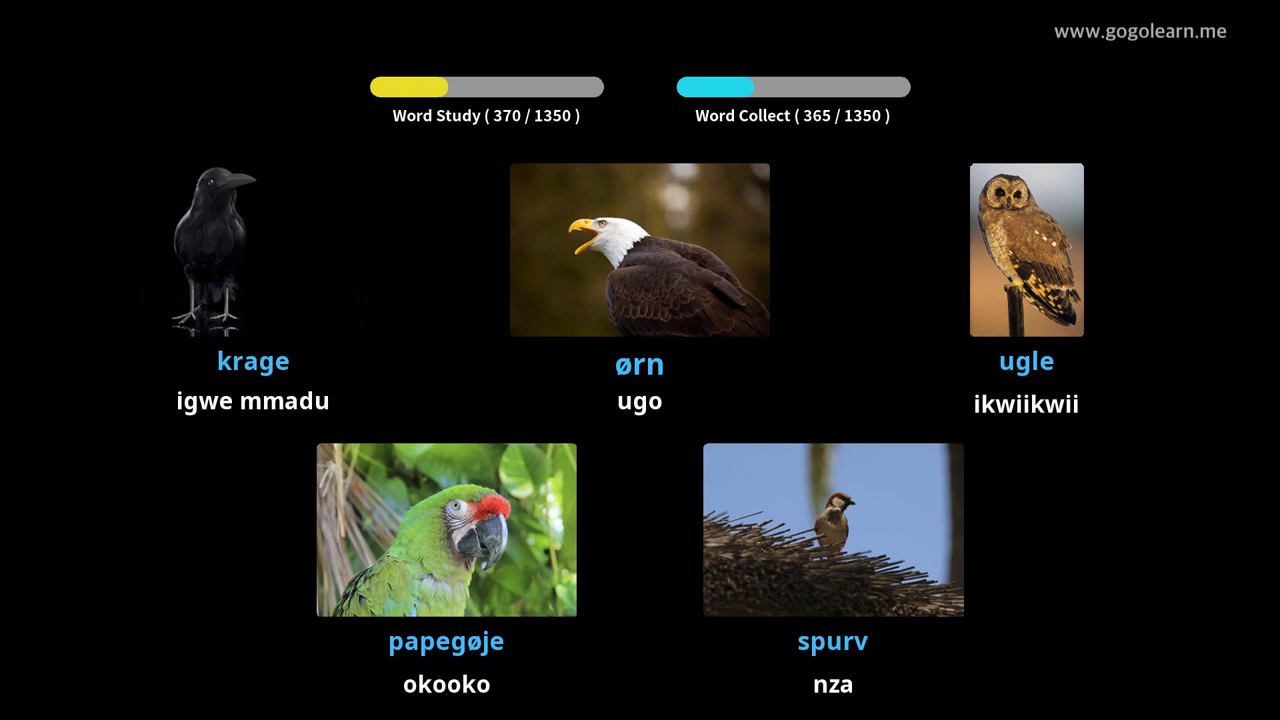 www.gogolearn.me
Word Study ( 370 / 1350 )
Word Collect ( 365 / 1350 )
krage
igwe mmadu
ørn
ugo
ugle
ikwiikwii
papegøje
okooko
spurv
nza